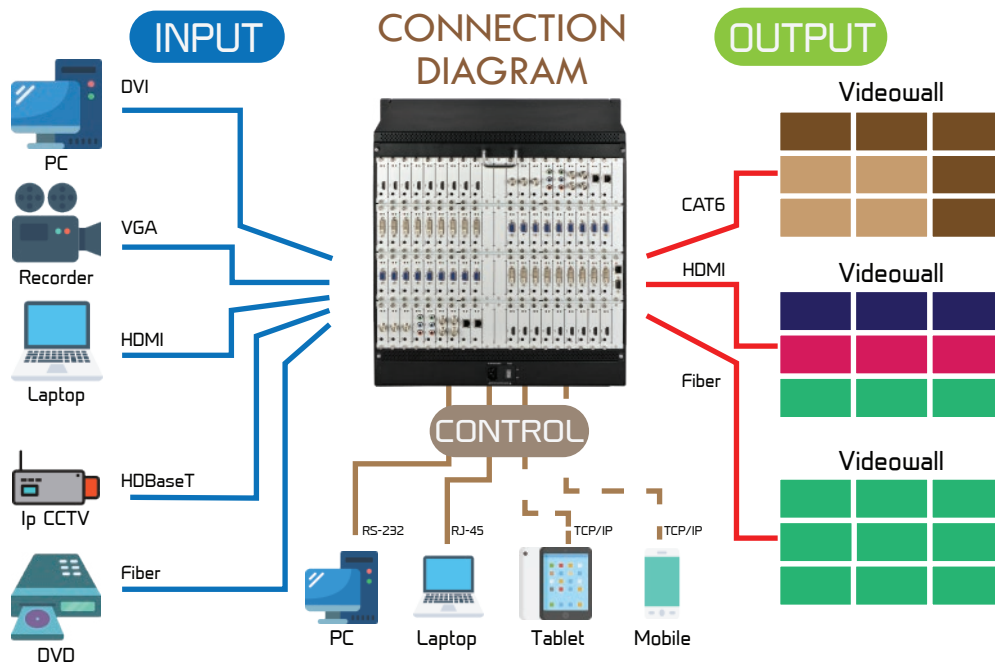 INPUT
CONNECTION
DIAGRAM
OUTPUT
DVI
PC
VGA
Recorder
HDMI
Laptop
HDBaseT
Ip CCTV
Fiber
DVD
CONTROL
RS-232
RJ-45
TCP/IP
TCP/IP
PC
Laptop
Tablet
Mobile
Videowall
CAT6
HDMI
Videowall
Fiber
Videowall